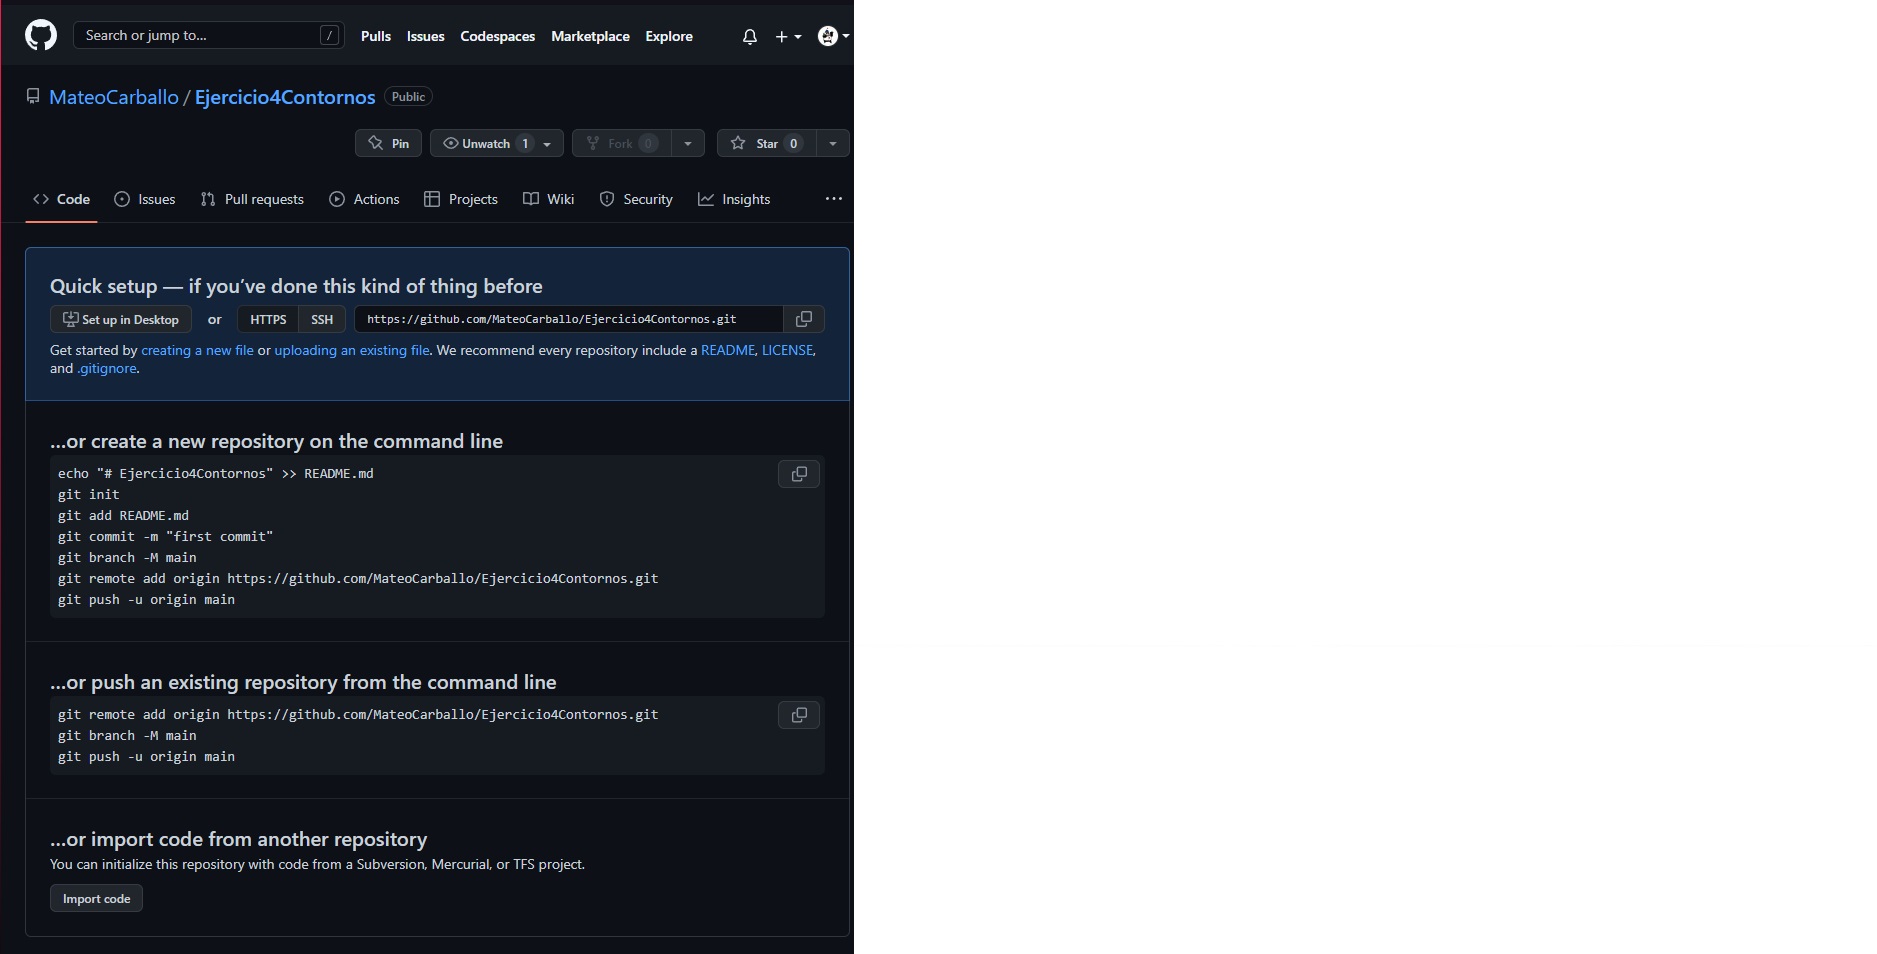 Search or jump to... /
Pulls Issues Codespaces Marketplace Explore
MateoCarballo / Ejercicio4Contornos Public
Pin Unwatch 1 Fork 0 Star 0
Code Issues Pull requests Actions Projects Wiki Security Insights ...
Quick setup — if you’ve done this kind of thing before
Set up in Desktop or HTTPS SSH https://github.com/MateoCarballo/Ejercicio4Contornos.git
Get started by creating a new file or uploading an existing file. We recommend every repository include a README, LICENSE,
and .gitignore.
…or create a new repository on the command line
echo "# Ejercicio4Contornos" >> README.md
git init
git add README.md
git commit -m "first commit"
git branch -M main
git remote add origin https://github.com/MateoCarballo/Ejercicio4Contornos.git
git push -u origin main
…or push an existing repository from the command line
git remote add origin https://github.com/MateoCarballo/Ejercicio4Contornos.git
git branch -M main
git push -u origin main
…or import code from another repository
You can initialize this repository with code from a Subversion, Mercurial, or TFS project.
Import code